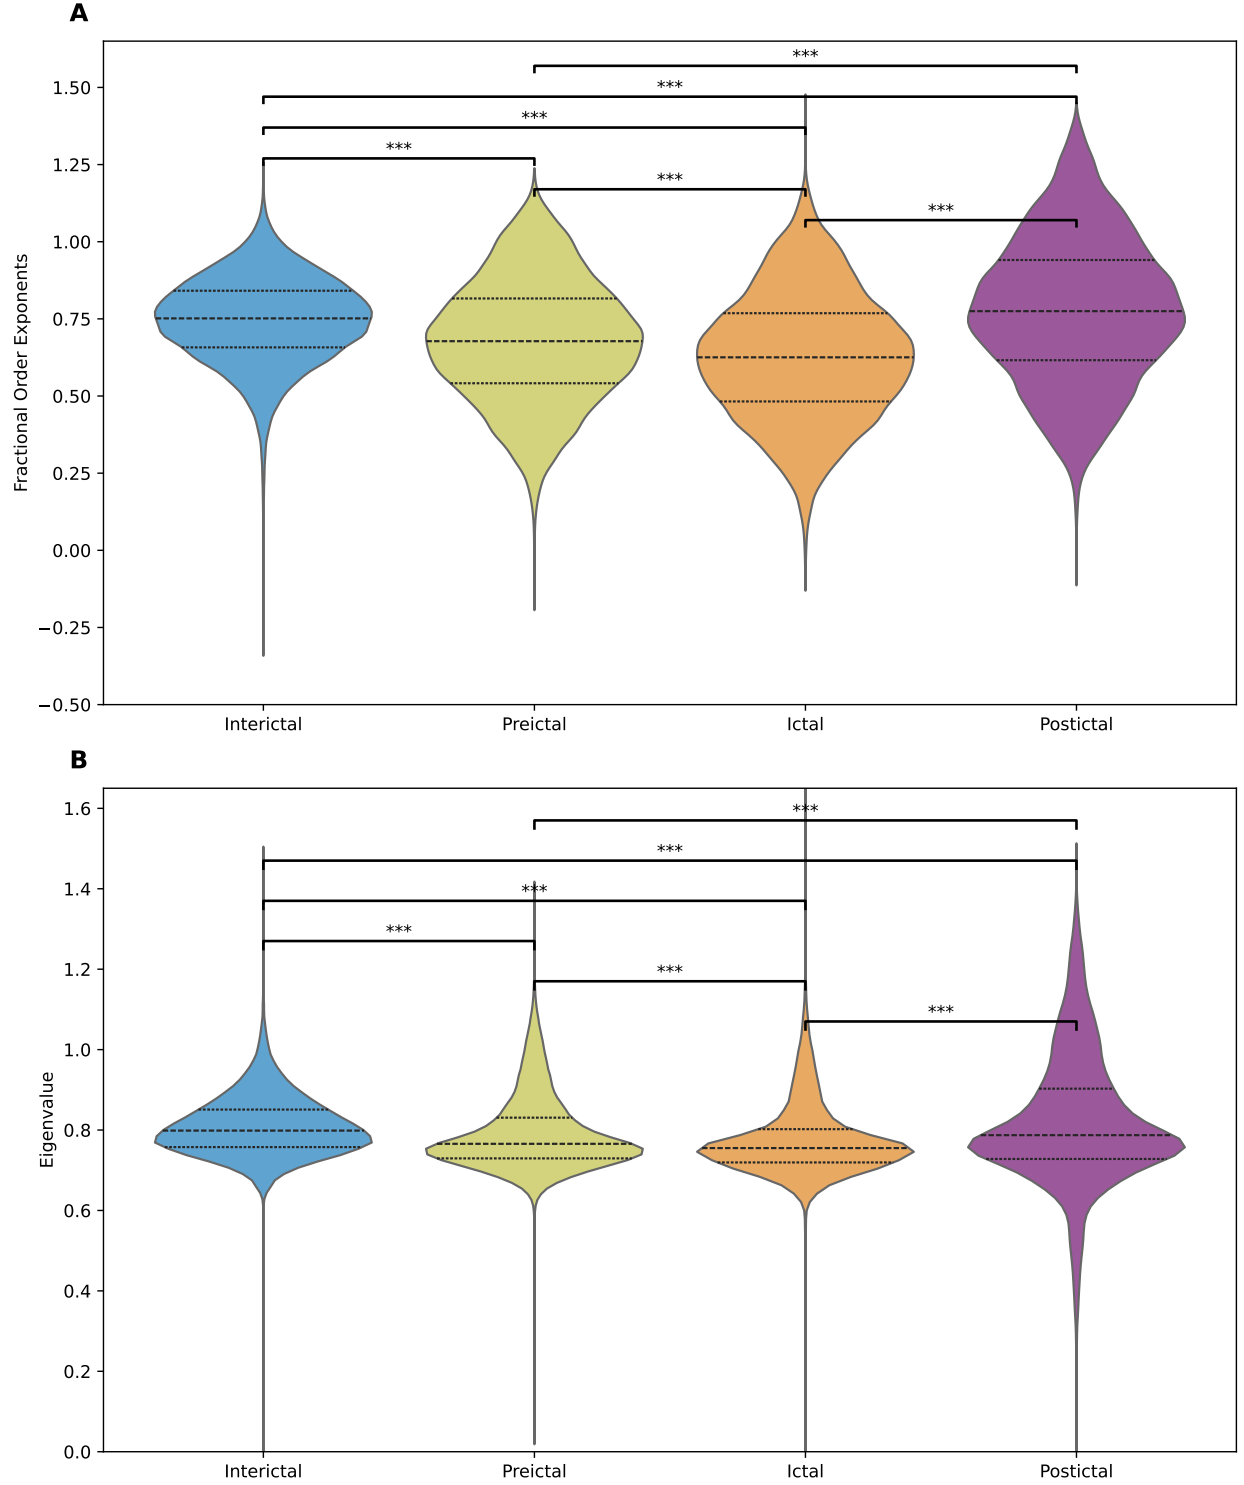 A
Fractional Order Exponents
1.50
1.25
1.00
0.75
0.50
0.25
0.00
−0.25
−0.50
***
***
***
***
***
***
Interictal
Preictal
Ictal
Postictal
B
Eigenvalue
1.6
1.4
1.2
1.0
0.8
0.6
0.4
0.2
0.0
***
***
***
***
***
***
Interictal
Preictal
Ictal
Postictal